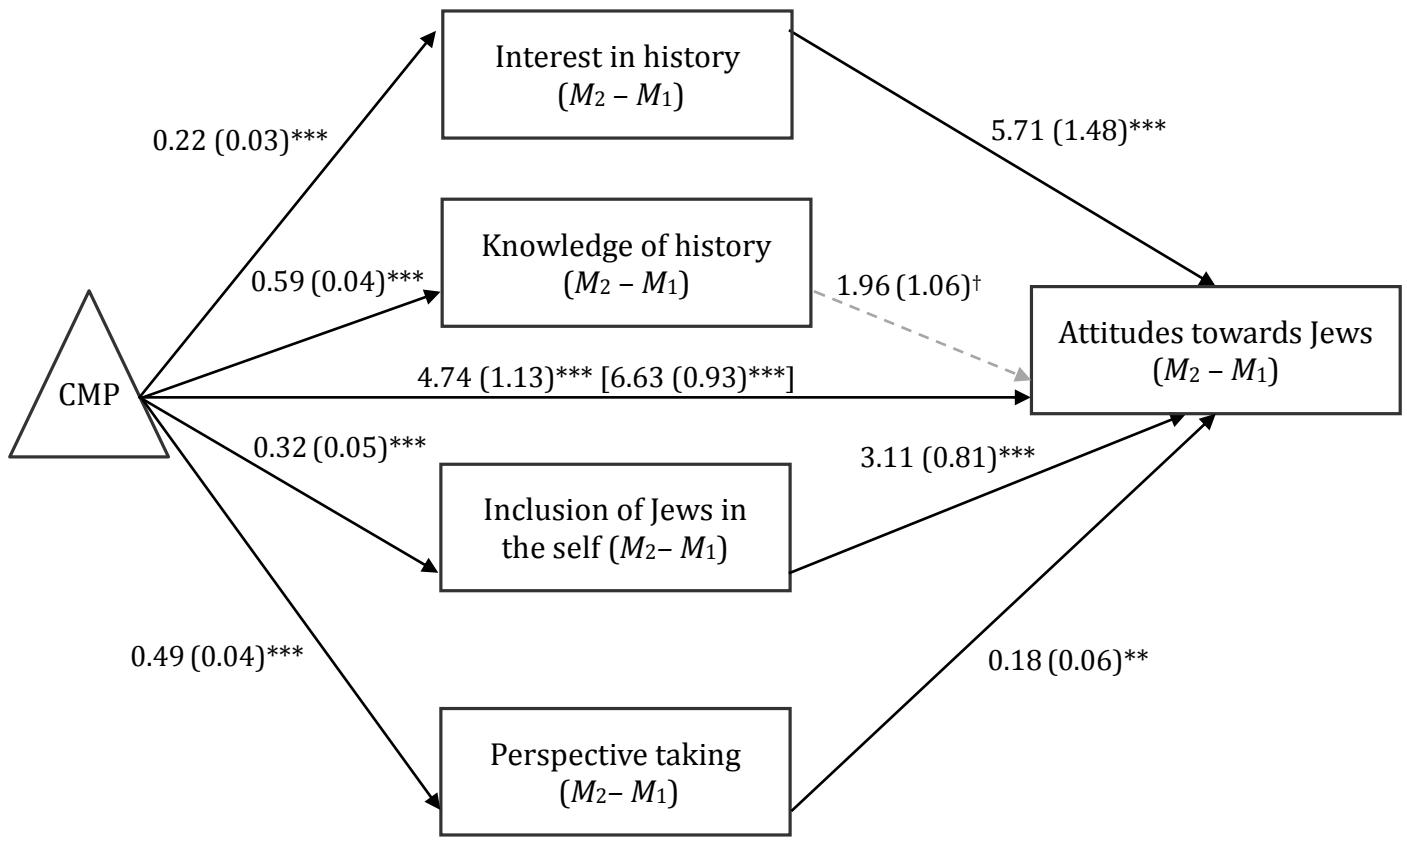 Interest in history
(M2 – M1)
0.22 (0.03)***
5.71 (1.48)***
Knowledge of history
(M2 – M1)
0.59 (0.04)***
1.96 (1.06)†
Attitudes towards Jews
(M2 – M1)
CMP
4.74 (1.13)*** [6.63 (0.93)***]
0.32 (0.05)***
3.11 (0.81)***
Inclusion of Jews in
the self (M2– M1)
0.49 (0.04)***
0.18 (0.06)**
Perspective taking
(M2– M1)